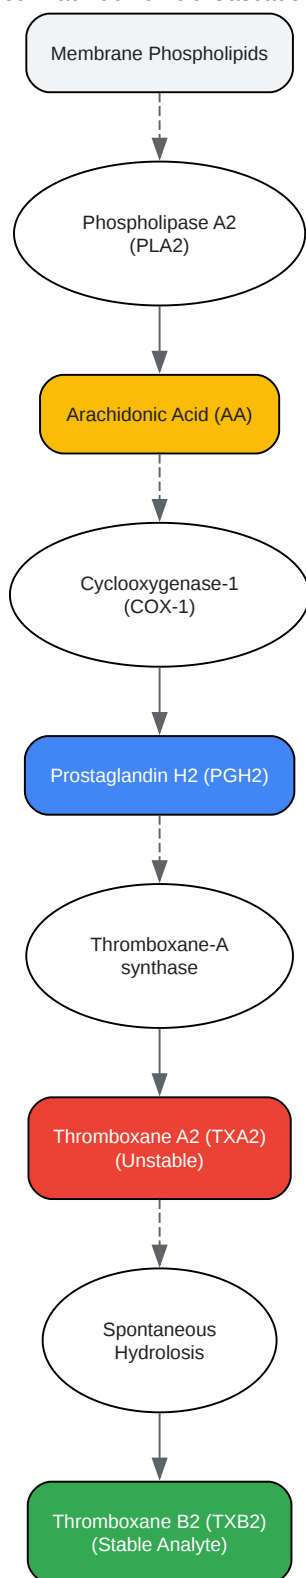 Membrane Phospholipids
Phospholipase A2
(PLA2)
Arachidonic Acid (AA)
Cyclooxygenase-1
(COX-1)
Prostaglandin H2 (PGH2)
Thromboxane-A
synthase
Thromboxane A2 (TXA2)
(Unstable)
Spontaneous
Hydrolosis
Thromboxane B2 (TXB2)
(Stable Analyte)